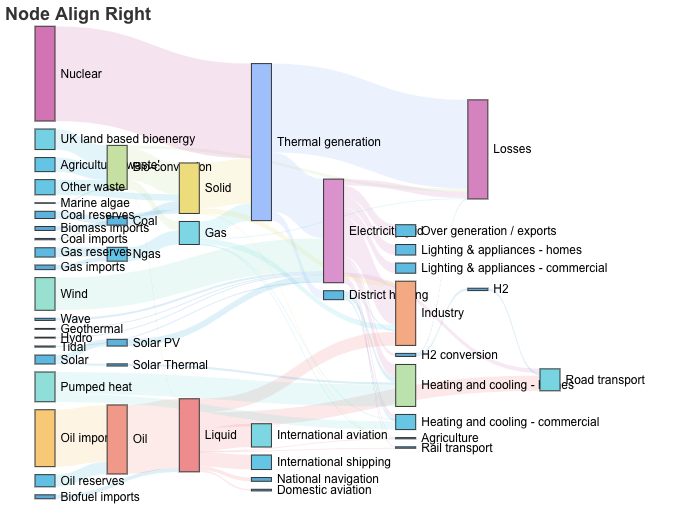 Node Align Right
Nuclear
UK land based bioenergy
Agricultural 'waste'
Other waste
Marine algae
Coal reserves
Biomass imports
Coal imports
Gas reserves
Gas imports
Wind
Wave
Geothermal
Hydro
Tidal
Solar
Pumped heat
Oil imports
Oil reserves
Biofuel imports
Bio-conversion
Coal
Ngas
Solar PV
Solar Thermal
Oil
Solid
Gas
Liquid
Thermal generation
International aviation
International shipping
National navigation
Domestic aviation
Electricity grid
District heating
Over generation / exports
Lighting & appliances - homes
Lighting & appliances - commercial
Industry
H2 conversion
Heating and cooling - homes
Heating and cooling - commercial
Agriculture
Rail transport
Losses
H2
Road transport